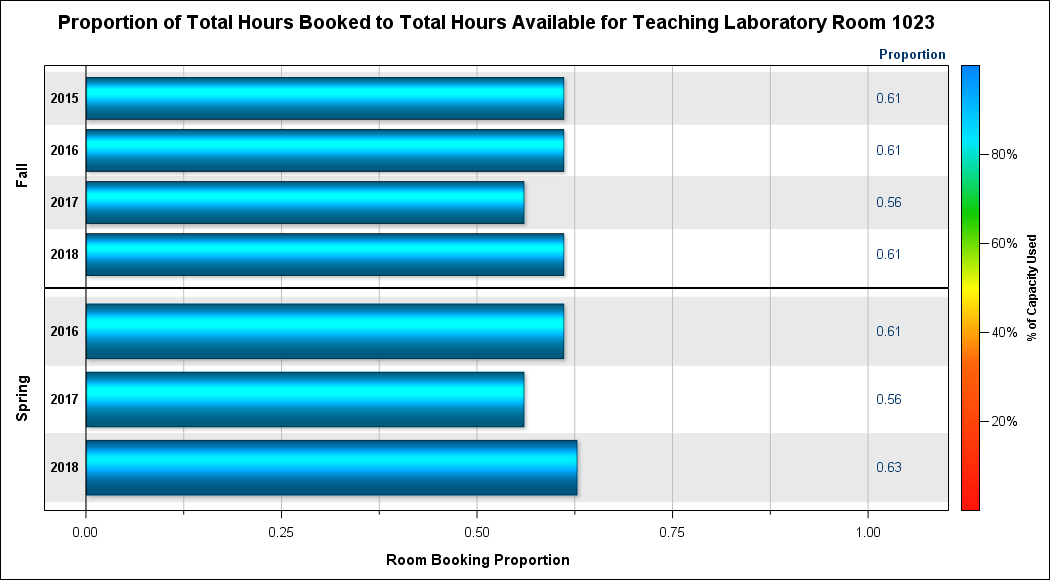 Proportion of Total Hours Booked to Total Hours Available for Teaching Laboratory Room 1023
Proportion
Fall
2015 0.61
2016 0.61
2017 0.56
2018 0.61
Spring
2016 0.61
2017 0.56
2018 0.63
0.00 0.25 0.50 0.75 1.00
Room Booking Proportion
80%
60%
40%
20%
% of Capacity Used